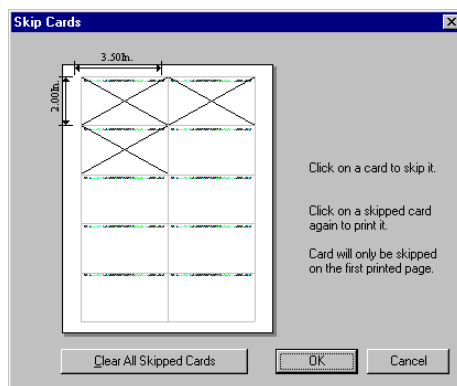 Skip Cards
3.50In.
2.00In.
Click on a card to skip it.
Click on a skipped card
again to print it.
Card will only be skipped
on the first printed page.
Clear All Skipped Cards
OK
Cancel